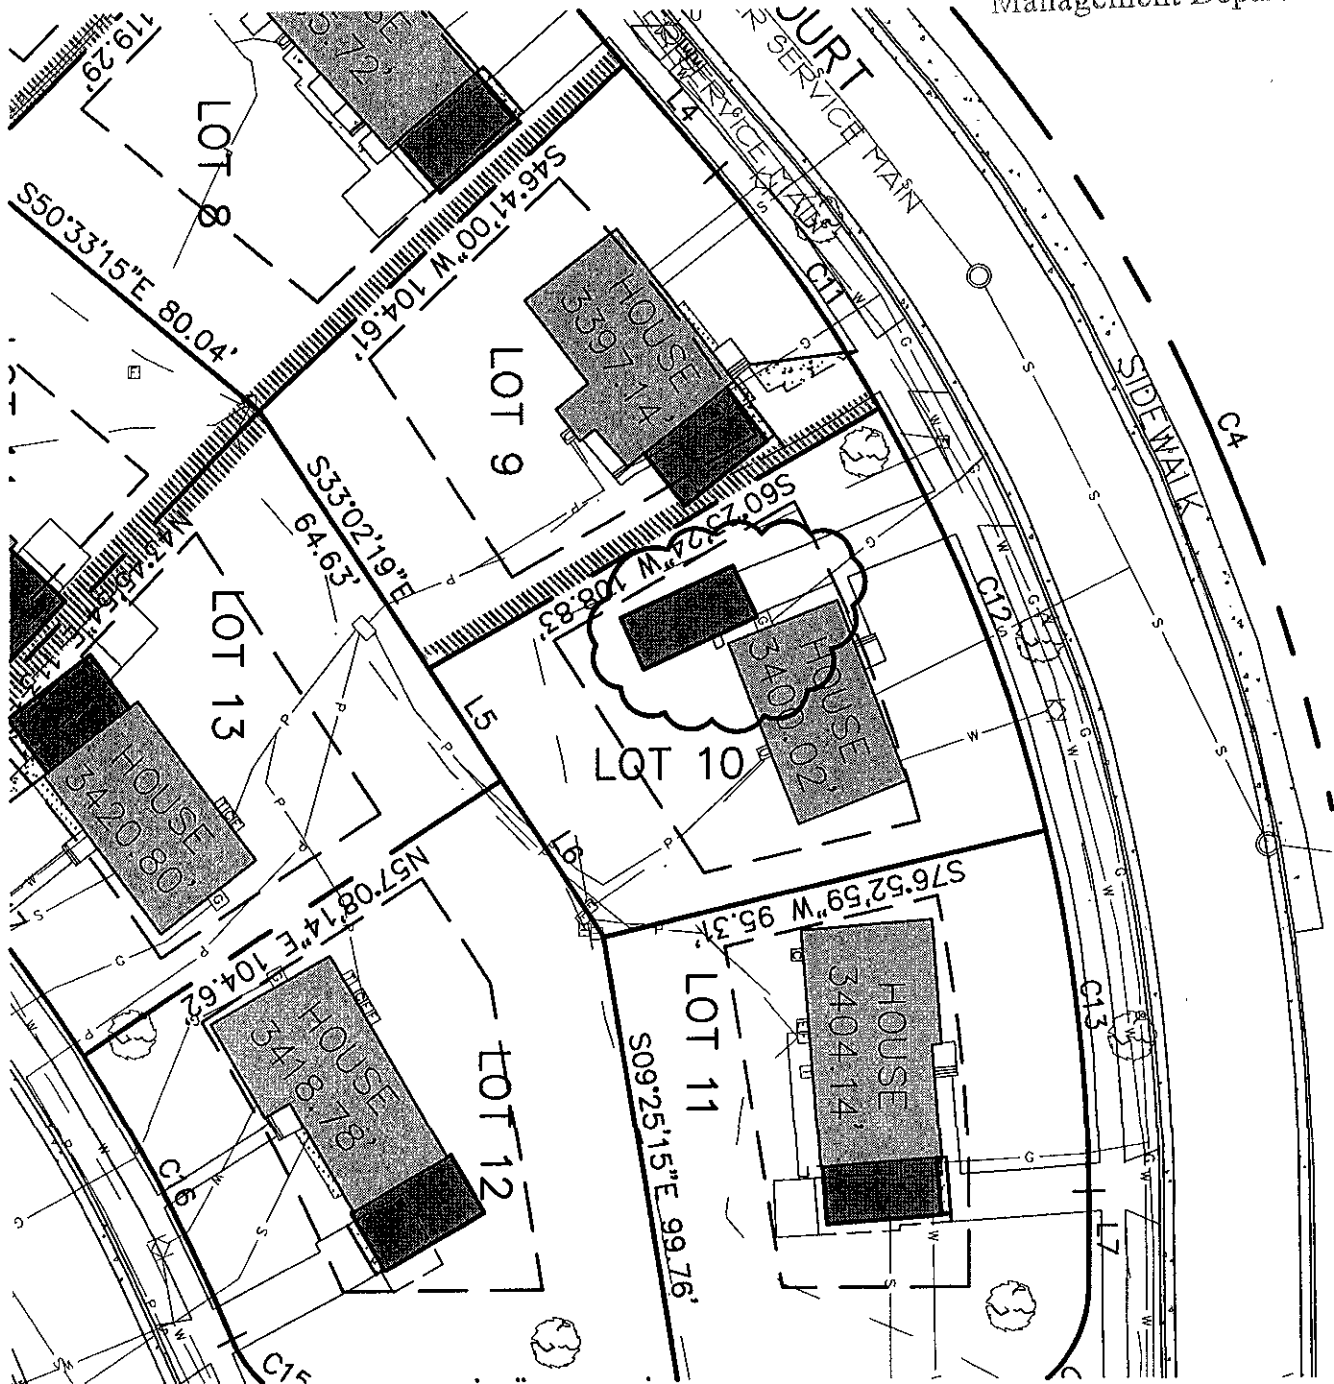 Management Depar
COURT
R SERVICE MAIN
SERVICE MAIN
19.29'
LOT 8
S50°33'15"E 80.04'
S46°41'00"W 104.61'
L4
C11
HOUSE
3397.14'
LOT 9
SIDEWALK
C4
S33°02'19"E
64.63'
S60°23'24"W 108.83'
C12
LOT 13
HOUSE
3420.80'
L5
L6
LOT 10
HOUSE
3400.02'
N57°08'14"E 104.62'
S76°52'59"W 95.31'
LOT 11
HOUSE
3404.14'
C13
LOT 12
HOUSE
3418.78'
S09°25'15"E 99.76'
C16
L7
C15